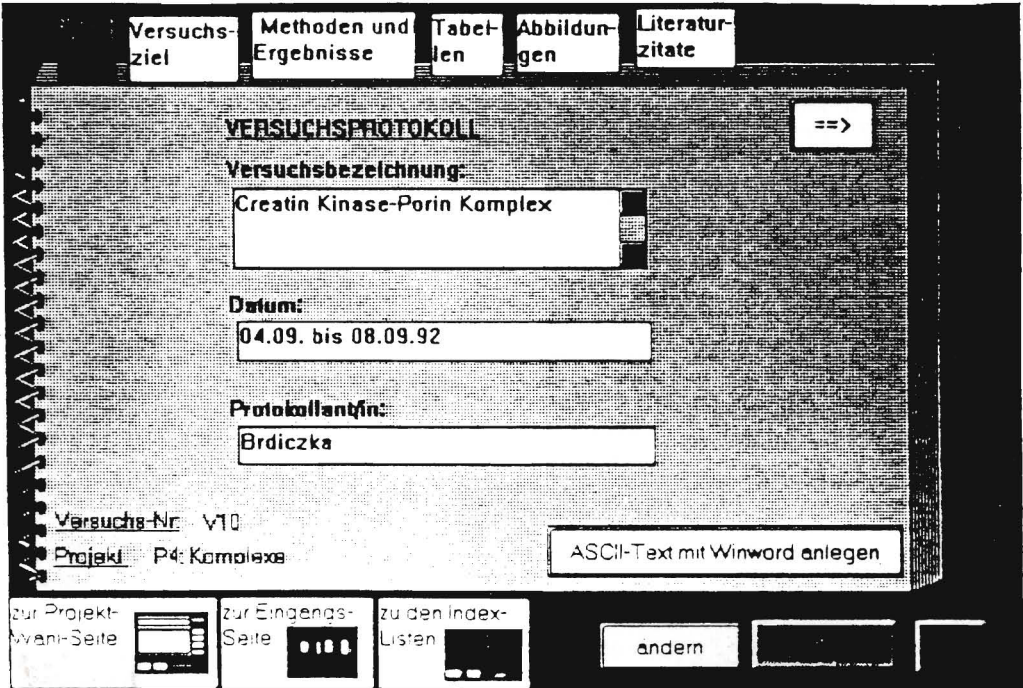 Versuchs-
ziel
Methoden und
Ergebnisse
Tabel-
len
Abbildun-
gen
Literatur-
zitate
==>
VERSUCHSPROTOKOLL
Versuchsbezeichnung:
Creatin Kinase-Porin Komplex
Datum:
04.09. bis 08.09.92
Protokollant/in:
Brdiczka
Versuchs-Nr: V10
Projekt P4: Komplexe
ASCII-Text mit Winword anlegen
zur Projekt-
-Seite
zur Eingangs-
Seite
zu den Index-
Listen
ändern